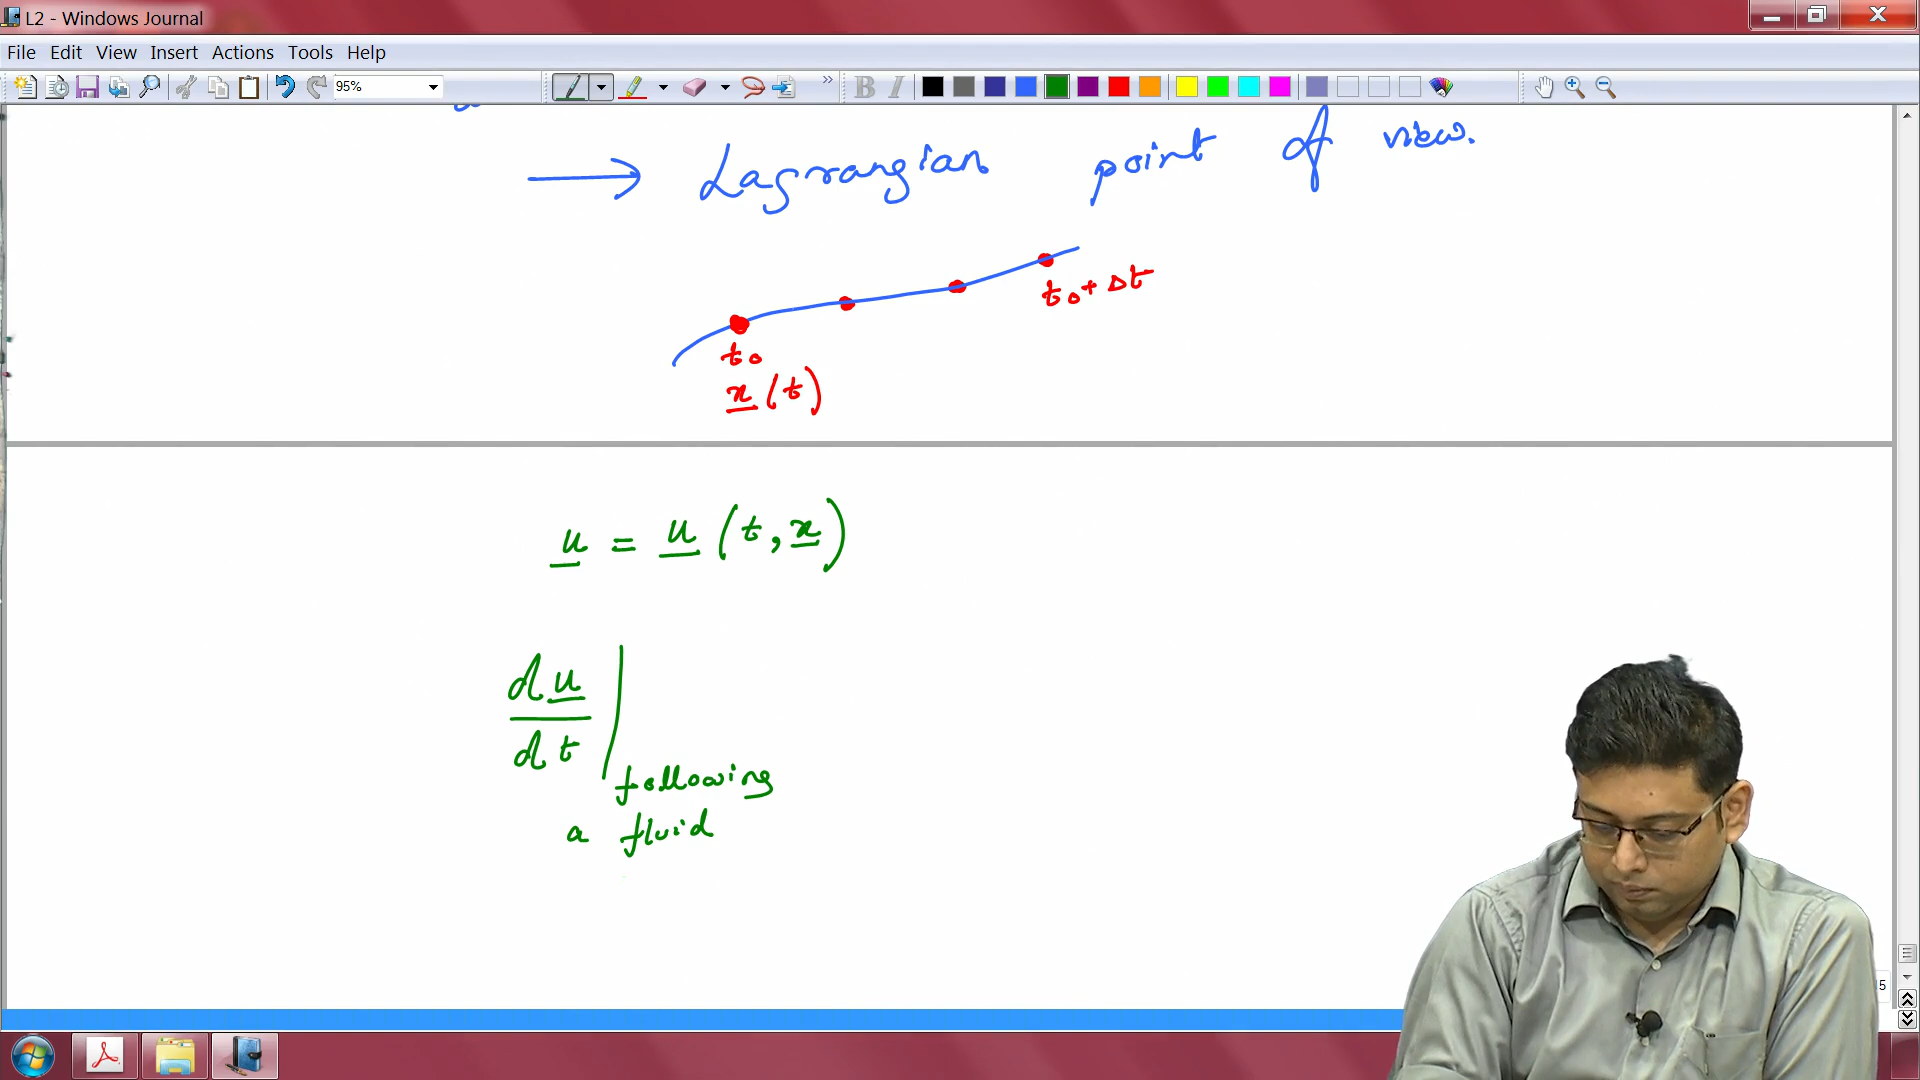 L2 - Windows Journal
File Edit View Insert Actions Tools Help
95%
B I
→ Lagrangian point of view.
t₀ + Δt
t₀
x (t)
u = u (t, x)
du
dt
following
a fluid
5